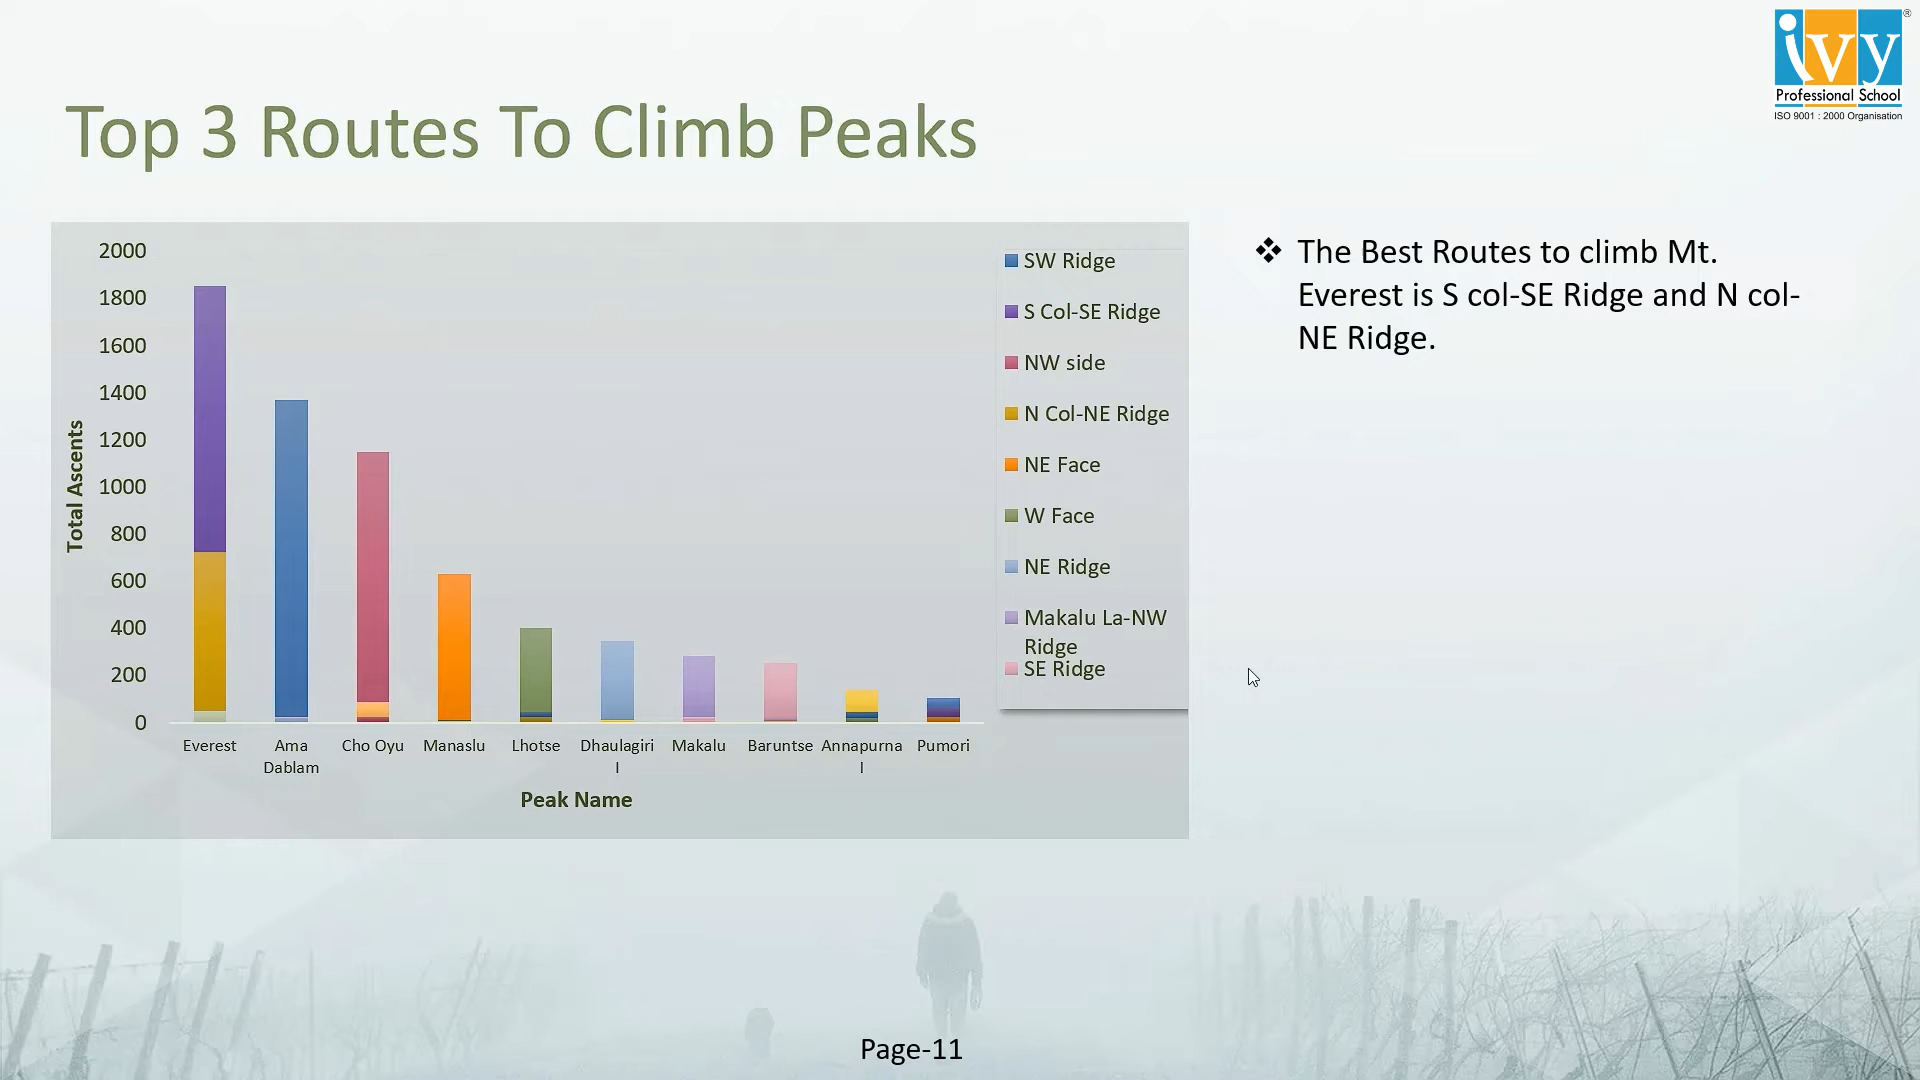 ivy
®
Professional School
ISO 9001 : 2000 Organisation
Top 3 Routes To Climb Peaks
Total Ascents
2000
1800
1600
1400
1200
1000
800
600
400
200
0
Everest
Ama
Dablam
Cho Oyu
Manaslu
Lhotse
Dhaulagiri
I
Makalu
Baruntse
Annapurna
I
Pumori
Peak Name
SW Ridge
S Col-SE Ridge
NW side
N Col-NE Ridge
NE Face
W Face
NE Ridge
Makalu La-NW
Ridge
SE Ridge
❖ The Best Routes to climb Mt.
Everest is S col-SE Ridge and N col-
NE Ridge.
Page-11